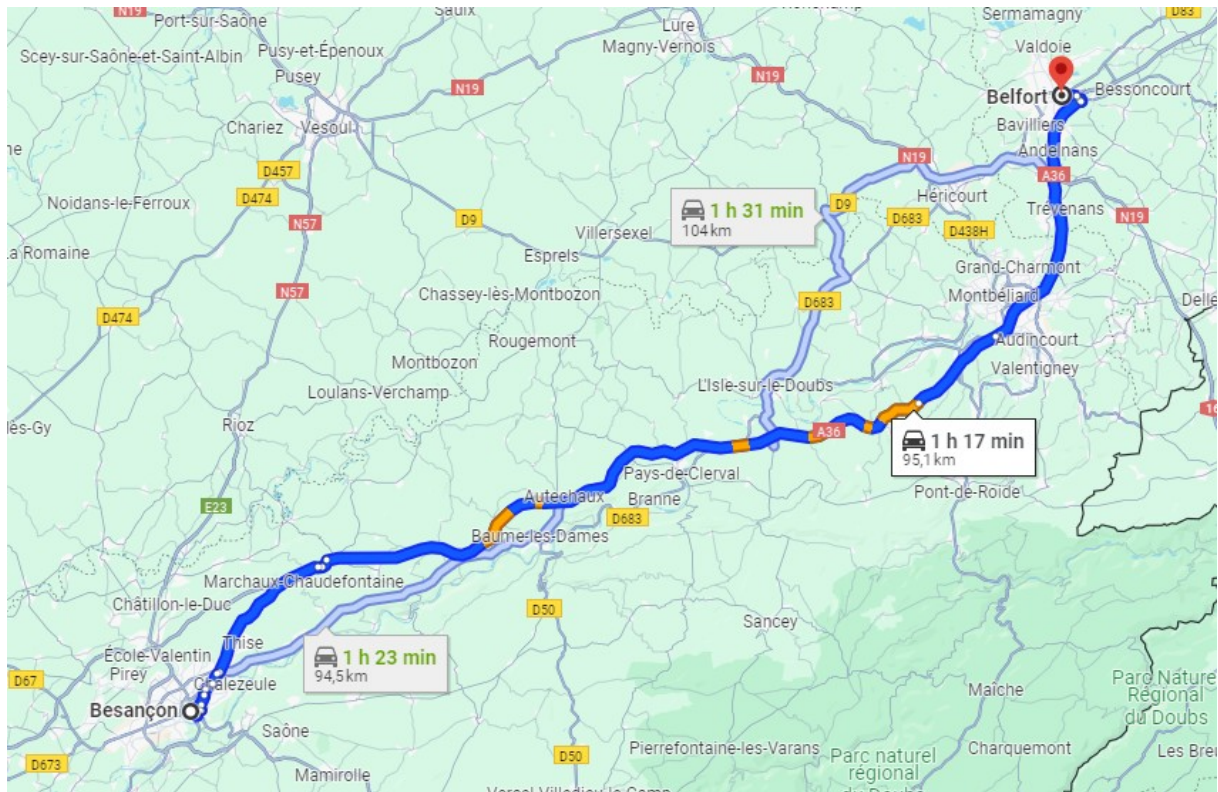 N19
Port-sur-Saône
Saulx
Sermamagny
D83
Scey-sur-Saône-et-Saint-Albin
Pusy-et-Épenoux
Lure
Magny-Vernois
Valdoie
Pusey
N19
N19
Belfort
Bessoncourt
Chariez
Vesoul
Bavilliers
Andelnans
D457
N19
A36
D474
Noidans-le-Ferroux
1 h 31 min
104 km
D9
Héricourt
Trévenans
N57
D9
Villersexel
D683
N19
D438H
La Romaine
Esprels
Grand-Charmont
N57
Chassey-lès-Montbozon
D683
Montbéliard
Delle
D474
Rougemont
Audincourt
Montbozon
L'Isle-sur-le-Doubs
Valentigney
Loulans-Verchamp
Rioz
A36
1 h 17 min
95,1 km
Pays-de-Clerval
Pont-de-Roide
E23
Autechaux
Branne
D683
Baume-les-Dames
Marchaux-Chaudefontaine
Châtillon-le-Duc
D50
Sancey
Thise
École-Valentin
1 h 23 min
94,5 km
Pirey
D67
Chalezeule
Maîche
Parc Nature
Régional
du Doubs
Besançon
Saône
Pierrefontaine-les-Varans
Charquemont
Les Breu
D50
Parc naturel
régional
D673
Mamirolle